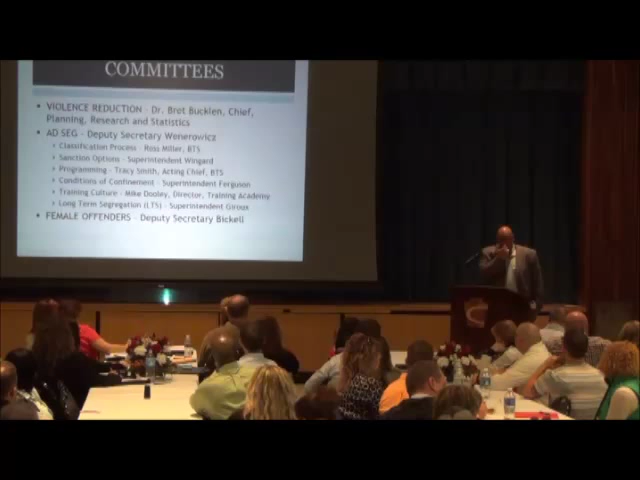 COMMITTEES
• VIOLENCE REDUCTION – Dr. Bret Bucklen, Chief,
Planning, Research and Statistics
• AD SEG – Deputy Secretary Wenerowicz
Classification Process – Ross Miller, BTS
Sanction Options – Superintendent Wingard
Programming – Tracy Smith, Acting Chief, BTS
Conditions of Confinement – Superintendent Ferguson
Training Culture – Mike Dooley, Director, Training Academy
Long Term Segregation (LTS) – Superintendent Giroux
• FEMALE OFFENDERS – Deputy Secretary Bickell